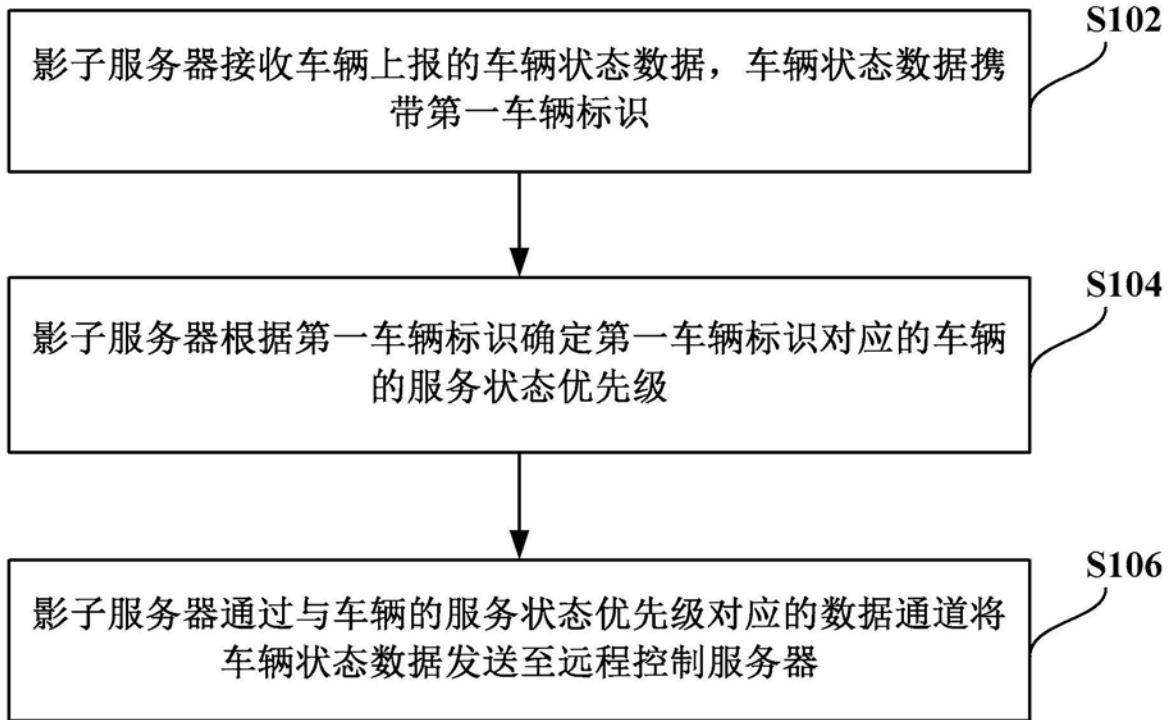 S102
影子服务器接收车辆上报的车辆状态数据，车辆状态数据携
带第一车辆标识
S104
影子服务器根据第一车辆标识确定第一车辆标识对应的车辆
的服务状态优先级
S106
影子服务器通过与车辆的服务状态优先级对应的数据通道将
车辆状态数据发送至远程控制服务器